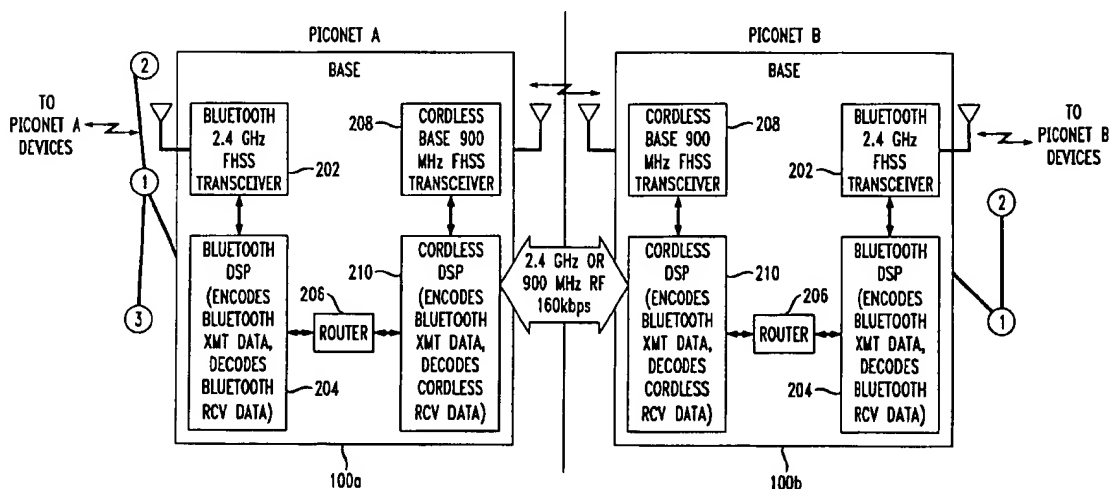 PICONET A
BASE
2
TO
PICONET A
DEVICES
1
3
BLUETOOTH
2.4 GHz
FHSS
TRANSCEIVER
202
208
CORDLESS
BASE 900
MHz FHSS
TRANSCEIVER
BLUETOOTH
DSP
(ENCODES
BLUETOOTH
XMT DATA,
DECODES
BLUETOOTH
RCV DATA)
204
206
ROUTER
210
CORDLESS
DSP
(ENCODES
BLUETOOTH
XMT DATA,
DECODES
CORDLESS
RCV DATA)
100a
2.4 GHz OR
900 MHz RF
160kbps
PICONET B
BASE
CORDLESS
BASE 900
MHz FHSS
TRANSCEIVER
208
BLUETOOTH
2.4 GHz
FHSS
TRANSCEIVER
202
TO
PICONET B
DEVICES
2
1
CORDLESS
DSP
(ENCODES
BLUETOOTH
XMT DATA,
DECODES
CORDLESS
RCV DATA)
210
206
ROUTER
BLUETOOTH
DSP
(ENCODES
BLUETOOTH
XMT DATA,
DECODES
BLUETOOTH
RCV DATA)
204
100b